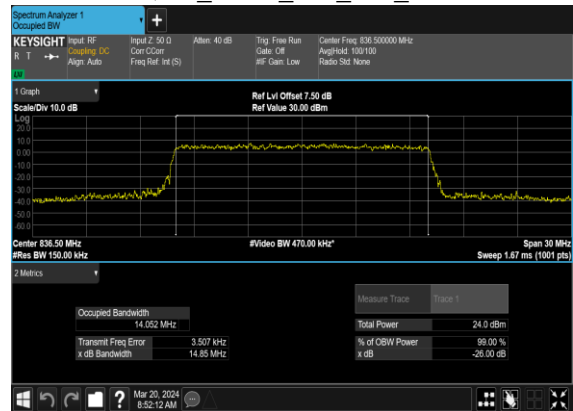 Spectrum Analyzer 1
Occupied BW
+
KEYSIGHT
R T
LU
Input: RF
Coupling: DC
Align: Auto
Input Z: 50 Ω
Corr CCorr
Freq Ref: Int (S)
Atten: 40 dB
Trig: Free Run
Gate: Off
#IF Gain: Low
Center Freq: 836.500000 MHz
Avg|Hold: 100/100
Radio Std: None
1 Graph
Scale/Div 10.0 dB
Ref Lvl Offset 7.50 dB
Ref Value 30.00 dBm
Log
20.0
10.0
0.00
-10.0
-20.0
-30.0
-40.0
-50.0
-60.0
Center 836.50 MHz
#Res BW 150.00 kHz
#Video BW 470.00 kHz*
Span 30 MHz
Sweep 1.67 ms (1001 pts)
2 Metrics
Measure Trace Trace 1
Occupied Bandwidth
14.052 MHz
Total Power 24.0 dBm
Transmit Freq Error 3.507 kHz
% of OBW Power 99.00 %
x dB Bandwidth 14.85 MHz
x dB -26.00 dB
?
Mar 20, 2024
8:52:12 AM